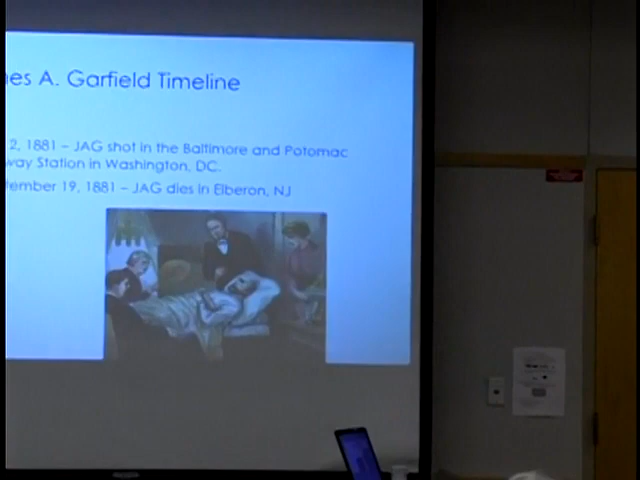 es A. Garfield Timeline
2, 1881 – JAG shot in the Baltimore and Potomac
way Station in Washington, DC.
tember 19, 1881 – JAG dies in Elberon, NJ